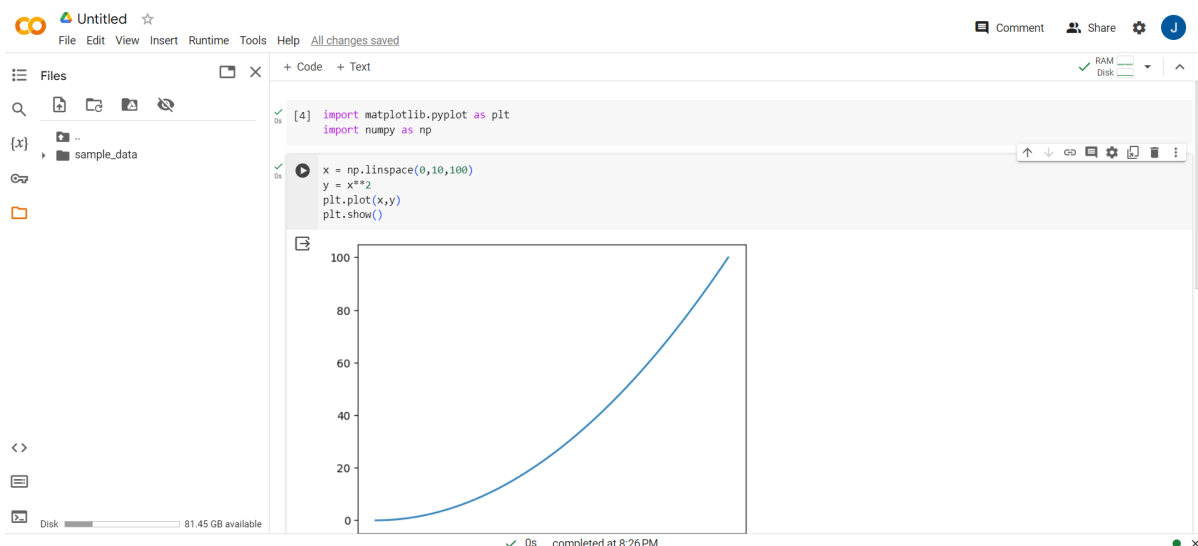 Untitled
File Edit View Insert Runtime Tools Help All changes saved
Comment
Share
J
Files
+ Code + Text
RAM
Disk
{x}
..
sample_data
0s
[4] import matplotlib.pyplot as plt
import numpy as np
0s
x = np.linspace(0,10,100)
y = x**2
plt.plot(x,y)
plt.show()
100
80
60
40
20
0
Disk 81.45 GB available
0s completed at 8:26 PM